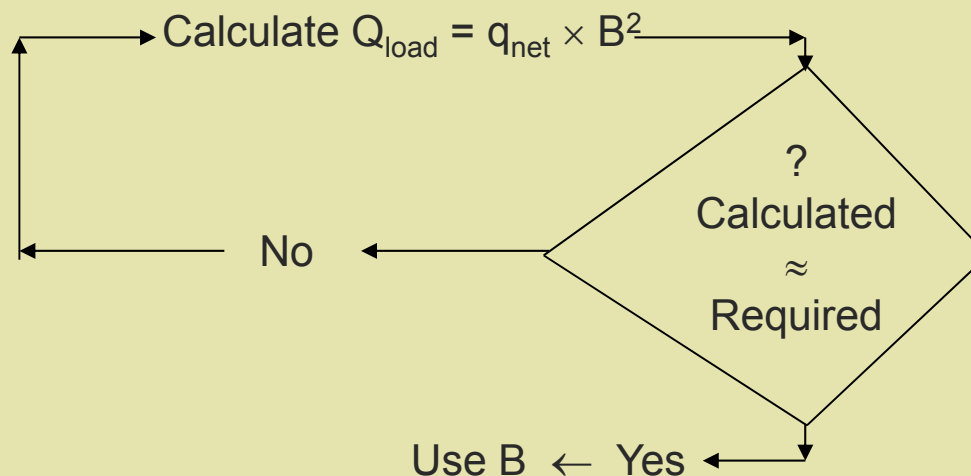 Calculate Q_load = q_net × B²
?
Calculated
≈
Required
No
Use B ← Yes